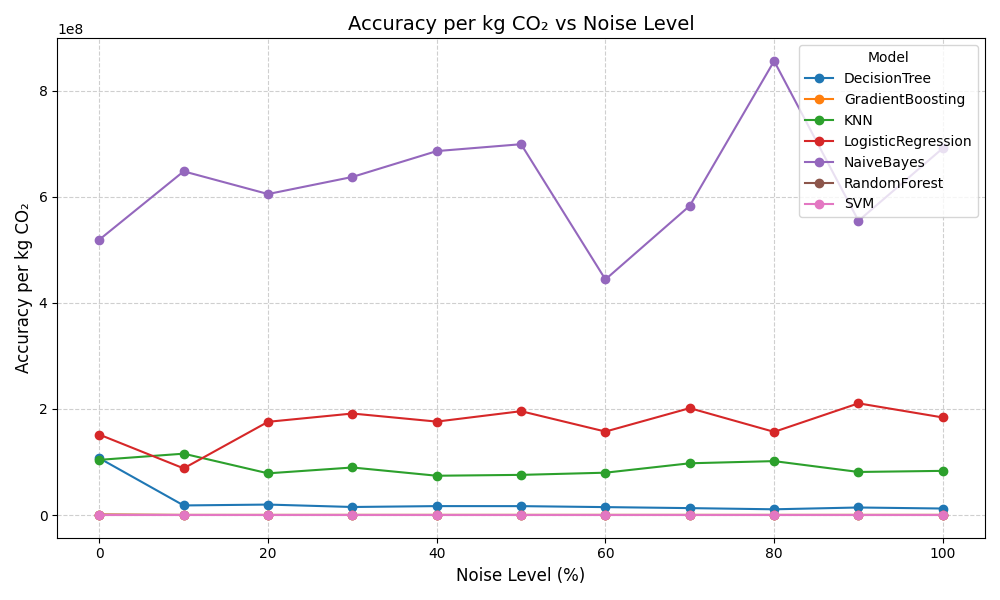 Accuracy per kg CO₂ vs Noise Level
1e8
8
6
4
2
0
Accuracy per kg CO₂
0 20 40 60 80 100
Noise Level (%)
Model
DecisionTree
GradientBoosting
KNN
LogisticRegression
NaiveBayes
RandomForest
SVM